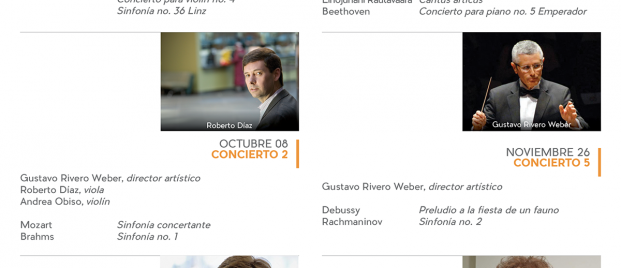 Concierto para violín no. 4
Sinfonía no. 36 Linz
Roberto Díaz
OCTUBRE 08
CONCIERTO 2
Gustavo Rivero Weber, director artístico
Roberto Díaz, viola
Andrea Obiso, violín
Mozart Sinfonía concertante
Brahms Sinfonía no. 1
Einojuhani Rautavaara Cantus articus
Beethoven Concierto para piano no. 5 Emperador
Gustavo Rivero Weber
NOVIEMBRE 26
CONCIERTO 5
Gustavo Rivero Weber, director artístico
Debussy Preludio a la fiesta de un fauno
Rachmaninov Sinfonía no. 2